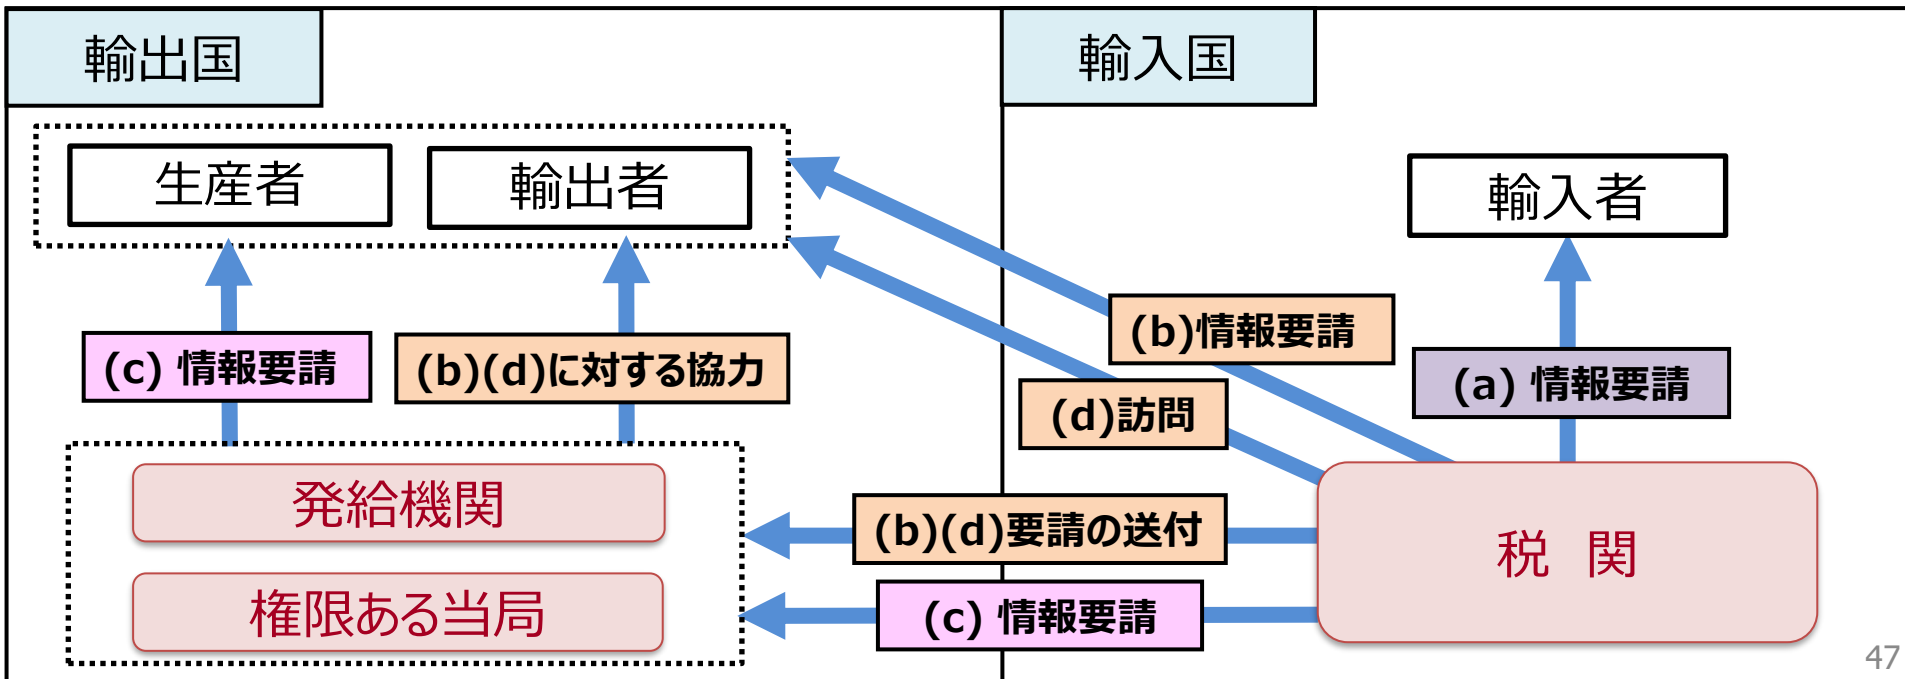 輸出国
輸入国
生産者
輸出者
輸入者
(b)情報要請
(c) 情報要請
(b)(d)に対する協力
(a) 情報要請
(d)訪問
発給機関
(b)(d)要請の送付
税 関
権限ある当局
(c) 情報要請
47